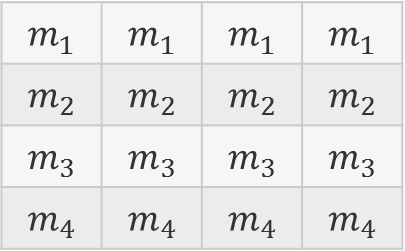 m₁ m₁ m₁ m₁
m₂ m₂ m₂ m₂
m₃ m₃ m₃ m₃
m₄ m₄ m₄ m₄